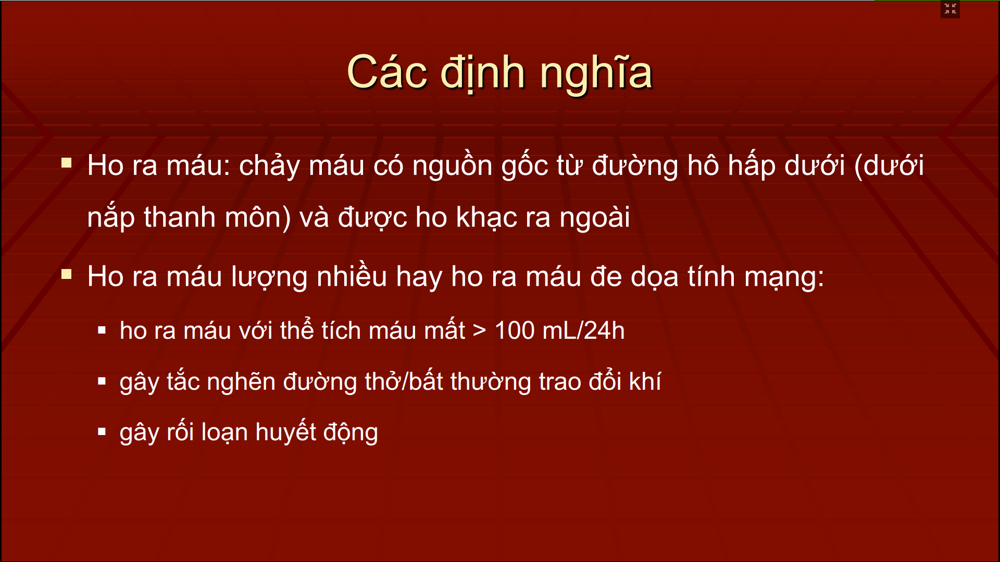 Các định nghĩa
Ho ra máu: chảy máu có nguồn gốc từ đường hô hấp dưới (dưới
nắp thanh môn) và được ho khạc ra ngoài
Ho ra máu lượng nhiều hay ho ra máu đe dọa tính mạng:
ho ra máu với thể tích máu mất > 100 mL/24h
gây tắc nghẽn đường thở/bất thường trao đổi khí
gây rối loạn huyết động